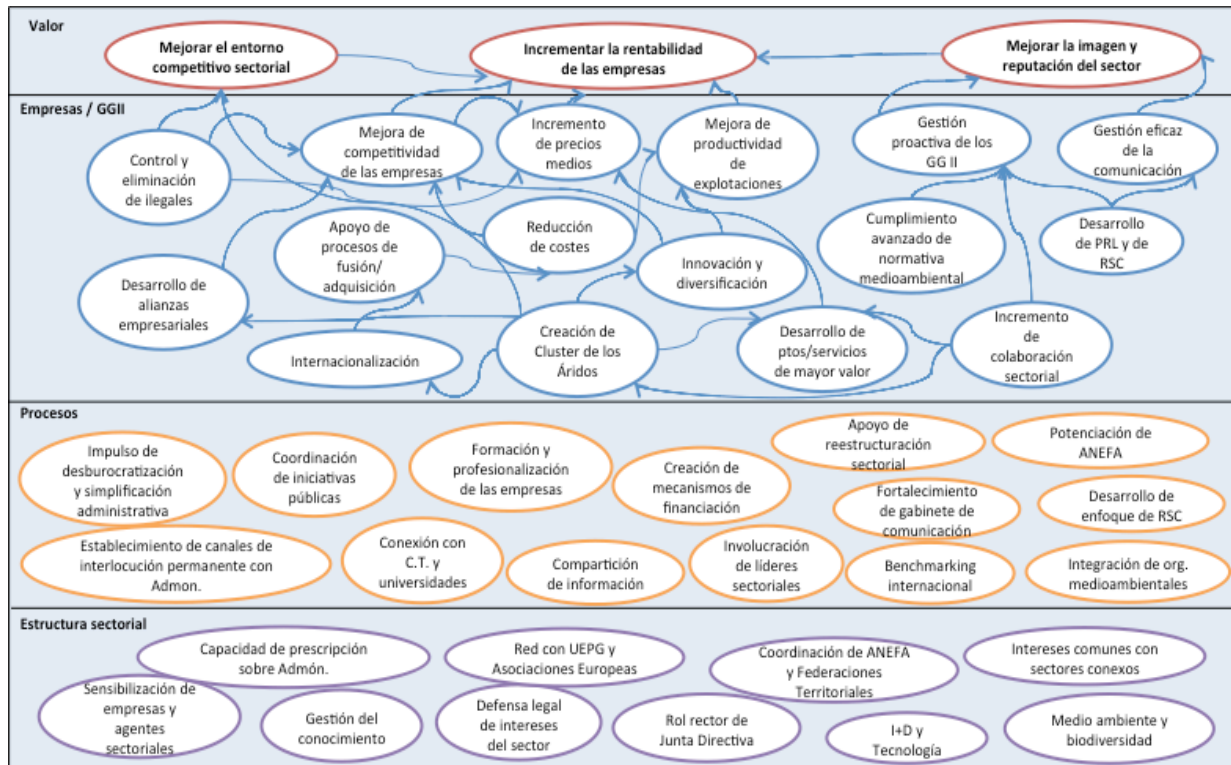 Valor
Mejorar el entorno
competitivo sectorial
Incrementar la rentabilidad
de las empresas
Mejorar la imagen y
reputación del sector
Empresas / GGII
Control y
eliminación
de ilegales
Mejora de
competitividad
de las empresas
Incremento
de precios
medios
Mejora de
productividad
de
explotaciones
Gestión
proactiva de los
GG II
Gestión eficaz
de la
comunicación
Apoyo de
procesos de
fusión/
adquisición
Reducción
de costes
Innovación y
diversificación
Cumplimiento
avanzado de
normativa
medioambiental
Desarrollo
de PRL y de
RSC
Desarrollo de
alianzas
empresariales
Internacionalización
Creación de
Cluster de los
Áridos
Desarrollo de
ptos/servicios
de mayor valor
Incremento
de
colaboración
sectorial
Procesos
Impulso de
desburocratización
y simplificación
administrativa
Coordinación
de iniciativas
públicas
Formación y
profesionalización
de las empresas
Creación de
mecanismos de
financiación
Apoyo de
reestructuración
sectorial
Potenciación de
ANEFA
Fortalecimiento
de gabinete de
comunicación
Desarrollo de
enfoque de RSC
Establecimiento de canales de
interlocución permanente con
Admon.
Conexión con
C.T. y
universidades
Compartición
de información
Involucración
de líderes
sectoriales
Benchmarking
internacional
Integración de org.
medioambientales
Estructura sectorial
Capacidad de prescripción
sobre Admón.
Red con UEPG y
Asociaciones Europeas
Coordinación de ANEFA
y Federaciones
Territoriales
Intereses comunes con
sectores conexos
Sensibilización de
empresas y
agentes
sectoriales
Gestión del
conocimiento
Defensa legal
de intereses
del sector
Rol rector de
Junta Directiva
I+D y
Tecnología
Medio ambiente y
biodiversidad